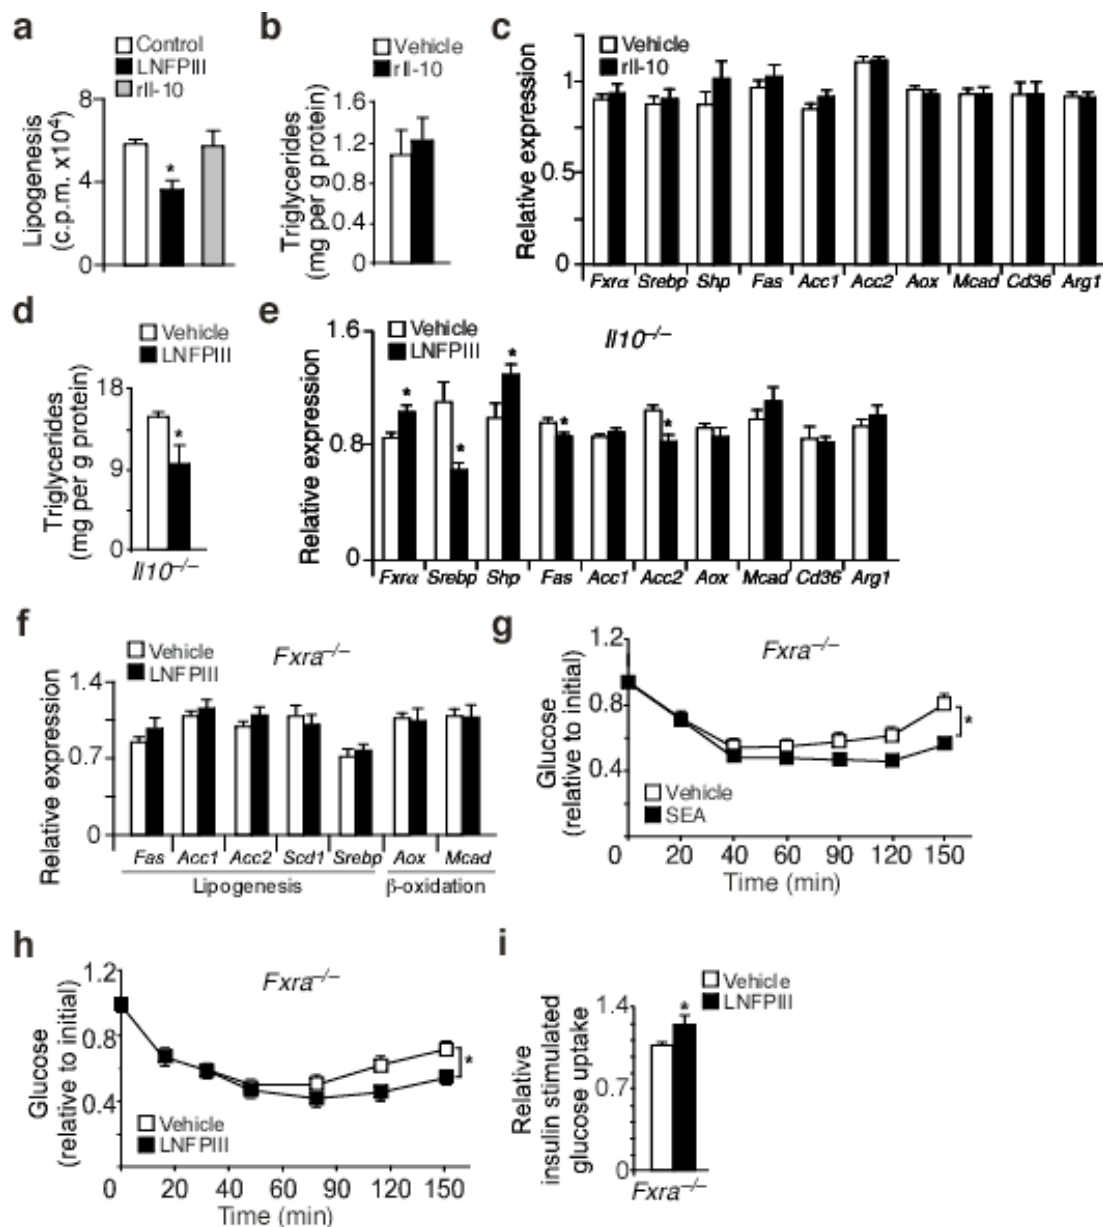 a
Control
LNFPIII
rII-10
Lipogenesis
(c.p.m. x10⁴)
8
4
0
*
b
Vehicle
rII-10
Triglycerides
(mg per g protein)
1.6
1.2
0.8
0.4
0
c
Vehicle
rII-10
Relative expression
1
0.5
0
Fxrα Srebp Shp Fas Acc1 Acc2 Aox Mcad Cd36 Arg1
d
Vehicle
LNFPIII
Triglycerides
(mg per g protein)
18
9
0
*
Il10⁻/⁻
e
Vehicle
LNFPIII
Il10⁻/⁻
Relative expression
1.6
0.8
0
* * * * *
Fxrα Srebp Shp Fas Acc1 Acc2 Aox Mcad Cd36 Arg1
f
Vehicle
LNFPIII
Fxra⁻/⁻
Relative expression
1.4
0.7
0
Fas Acc1 Acc2 Scd1 Srebp Aox Mcad
Lipogenesis β-oxidation
g
Fxra⁻/⁻
Glucose
(relative to initial)
1.2
0.8
0.4
*
Vehicle
SEA
0 20 40 60 90 120 150
Time (min)
h
Fxra⁻/⁻
Glucose
(relative to initial)
1.2
0.8
0.4
*
Vehicle
LNFPIII
0 20 40 60 90 120 150
Time (min)
i
Vehicle
LNFPIII
Relative
insulin stimulated
glucose uptake
1.4
0.7
0
*
Fxra⁻/⁻